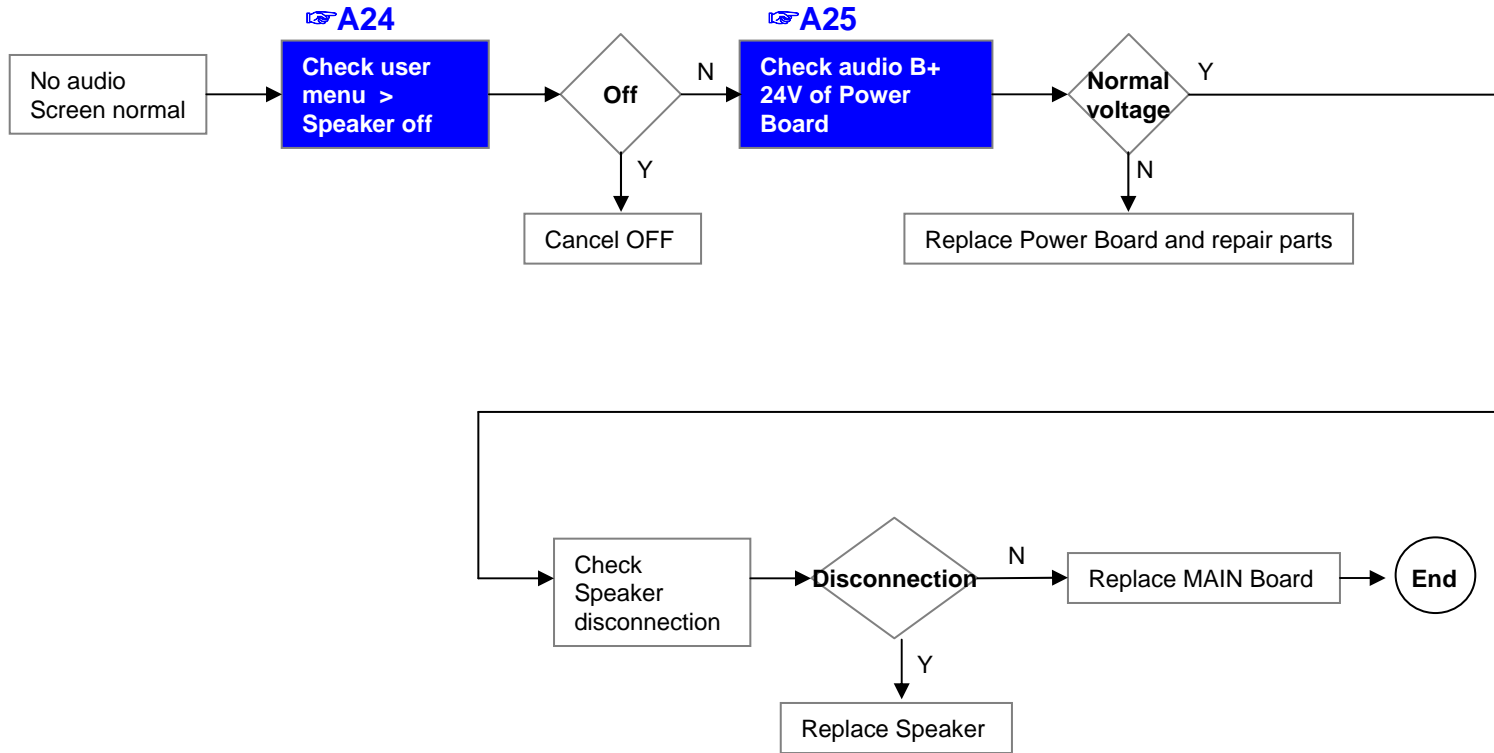 ☞A24
☞A25
No audio
Screen normal
Check user
menu >
Speaker off
Off
N
Y
Cancel OFF
Check audio B+
24V of Power
Board
Normal
voltage
Y
N
Replace Power Board and repair parts
Check
Speaker
disconnection
Disconnection
N
Y
Replace Speaker
Replace MAIN Board
End